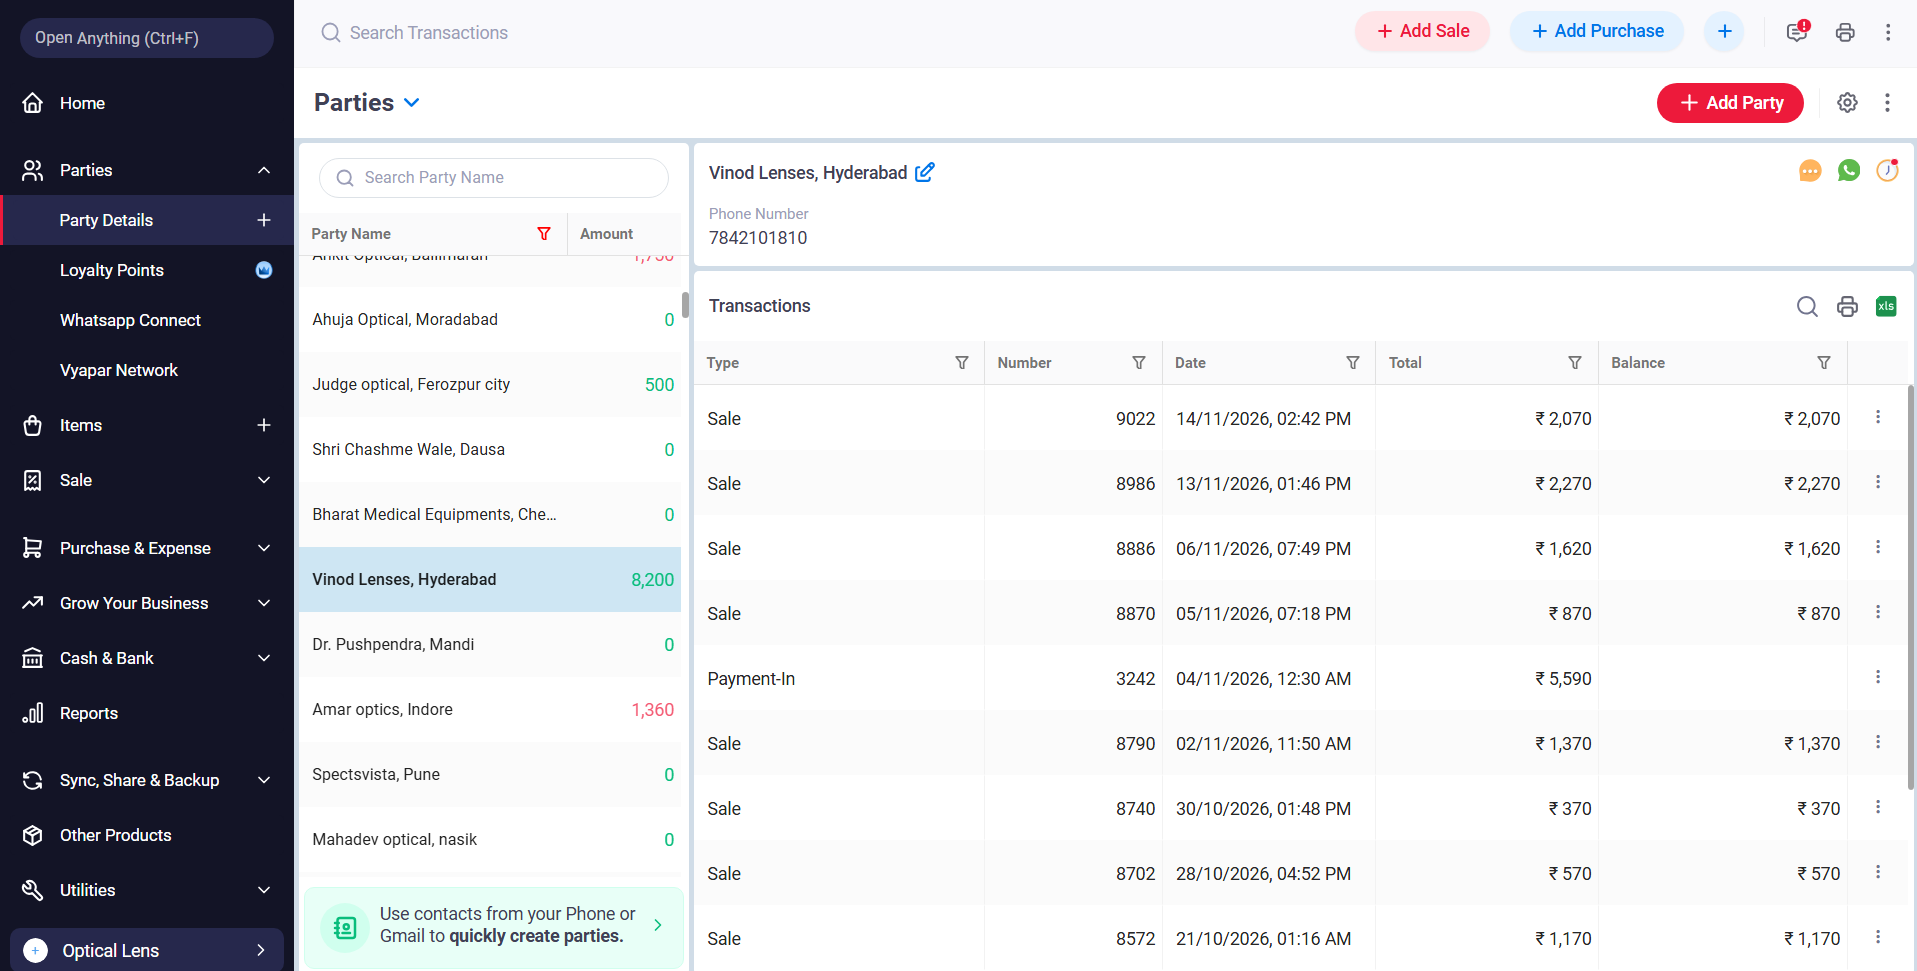 Open Anything (Ctrl+F)
Home
Parties
Party Details
Loyalty Points
Whatsapp Connect
Vyapar Network
Items
Sale
Purchase & Expense
Grow Your Business
Cash & Bank
Reports
Sync, Share & Backup
Other Products
Utilities
Optical Lens
Search Transactions
Add Sale
Add Purchase
Parties
Add Party
Search Party Name
Party Name Amount
Ankit Optical, Ballimaran 1,750
Ahuja Optical, Moradabad 0
Judge optical, Ferozpur city 500
Shri Chashme Wale, Dausa 0
Bharat Medical Equipments, Che... 0
Vinod Lenses, Hyderabad 8,200
Dr. Pushpendra, Mandi 0
Amar optics, Indore 1,360
Spectsvista, Pune 0
Mahadev optical, nasik 0
Use contacts from your Phone or
Gmail to quickly create parties.
Vinod Lenses, Hyderabad
Phone Number
7842101810
Transactions
xls
Type Number Date Total Balance
Sale 9022 14/11/2026, 02:42 PM ₹ 2,070 ₹ 2,070
Sale 8986 13/11/2026, 01:46 PM ₹ 2,270 ₹ 2,270
Sale 8886 06/11/2026, 07:49 PM ₹ 1,620 ₹ 1,620
Sale 8870 05/11/2026, 07:18 PM ₹ 870 ₹ 870
Payment-In 3242 04/11/2026, 12:30 AM ₹ 5,590
Sale 8790 02/11/2026, 11:50 AM ₹ 1,370 ₹ 1,370
Sale 8740 30/10/2026, 01:48 PM ₹ 370 ₹ 370
Sale 8702 28/10/2026, 04:52 PM ₹ 570 ₹ 570
Sale 8572 21/10/2026, 01:16 AM ₹ 1,170 ₹ 1,170